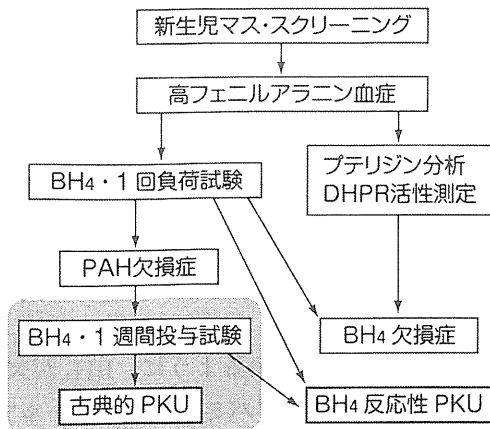 新生児マス・スクリーニング
高フェニルアラニン血症
BH4・1回負荷試験
プテリジン分析
DHPR活性測定
PAH欠損症
BH4・1週間投与試験
BH4欠損症
古典的PKU
BH4反応性PKU